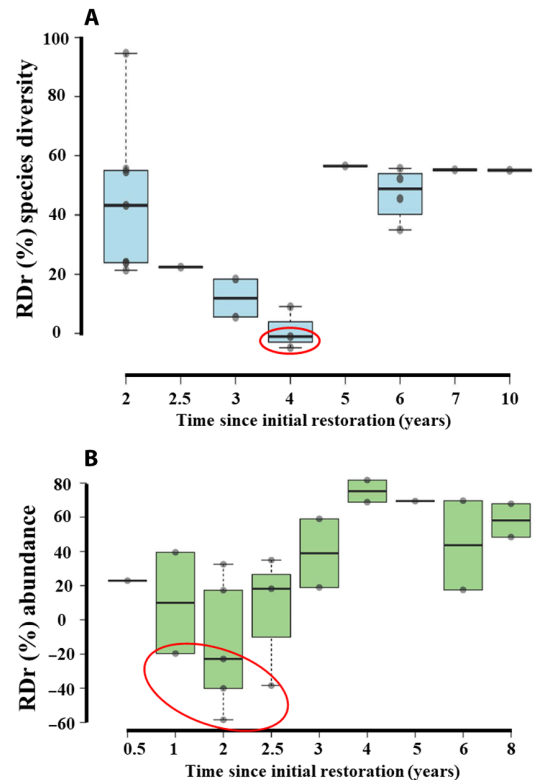 A
RDr (%) species diversity
100
80
60
40
20
0
2 2.5 3 4 5 6 7 10
Time since initial restoration (years)
B
RDr (%) abundance
80
60
40
20
0
−20
−40
−60
0.5 1 2 2.5 3 4 5 6 8
Time since initial restoration (years)